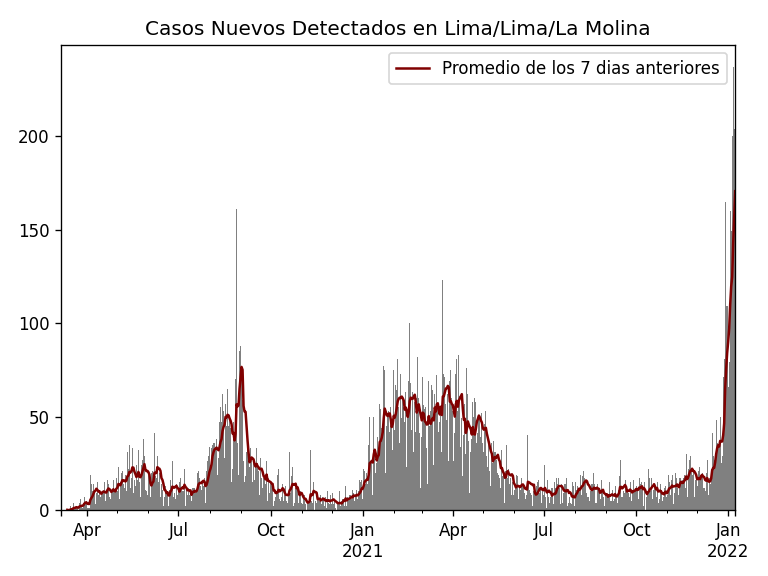 Casos Nuevos Detectados en Lima/Lima/La Molina
Promedio de los 7 dias anteriores
200
150
100
50
0
Apr Jul Oct Jan Apr Jul Oct Jan
2021 2022